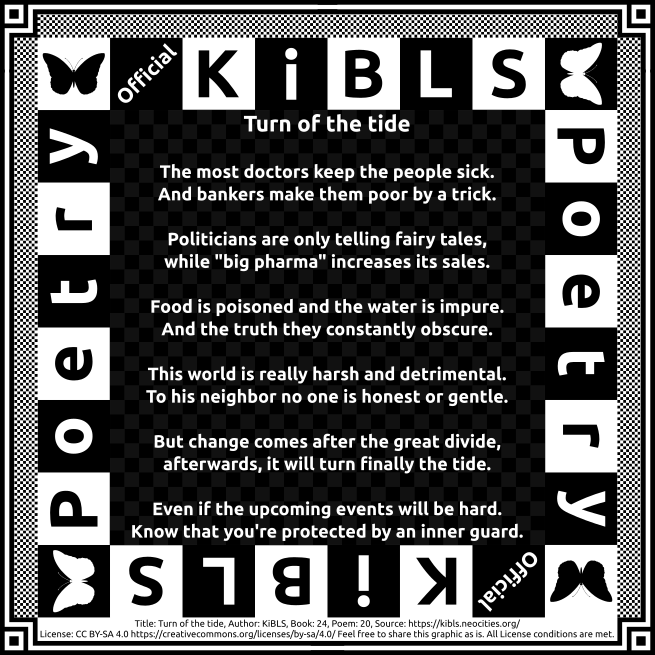 Official KiBLS
Poetry
Poetry
Turn of the tide
The most doctors keep the people sick.
And bankers make them poor by a trick.
Politicians are only telling fairy tales,
while "big pharma" increases its sales.
Food is poisoned and the water is impure.
And the truth they constantly obscure.
This world is really harsh and detrimental.
To his neighbor no one is honest or gentle.
But change comes after the great divide,
afterwards, it will turn finally the tide.
Even if the upcoming events will be hard.
Know that you're protected by an inner guard.
Official KiBLS
Title: Turn of the tide, Author: KiBLS, Book: 24, Poem: 20, Source: https://kibls.neocities.org/
License: CC BY-SA 4.0 https://creativecommons.org/licenses/by-sa/4.0/ Feel free to share this graphic as is. All License conditions are met.